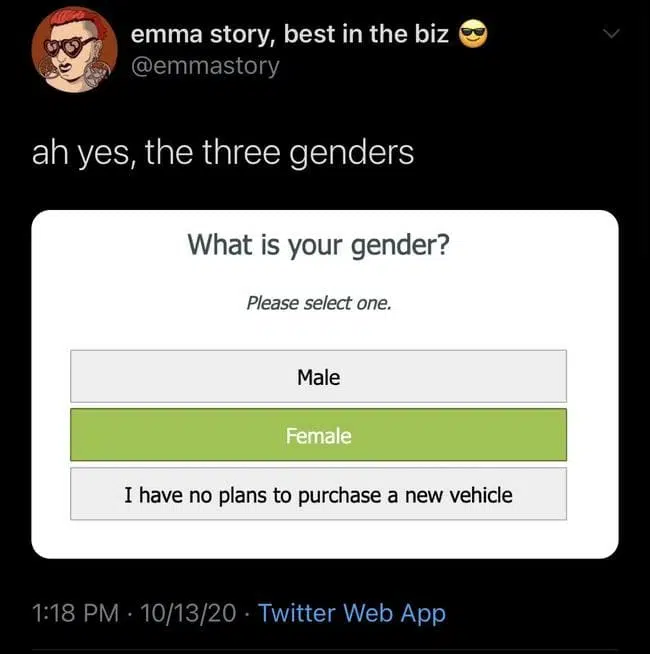 emma story, best in the biz 😎
@emmastory
ah yes, the three genders
What is your gender?
Please select one.
Male
Female
I have no plans to purchase a new vehicle
1:18 PM · 10/13/20 · Twitter Web App